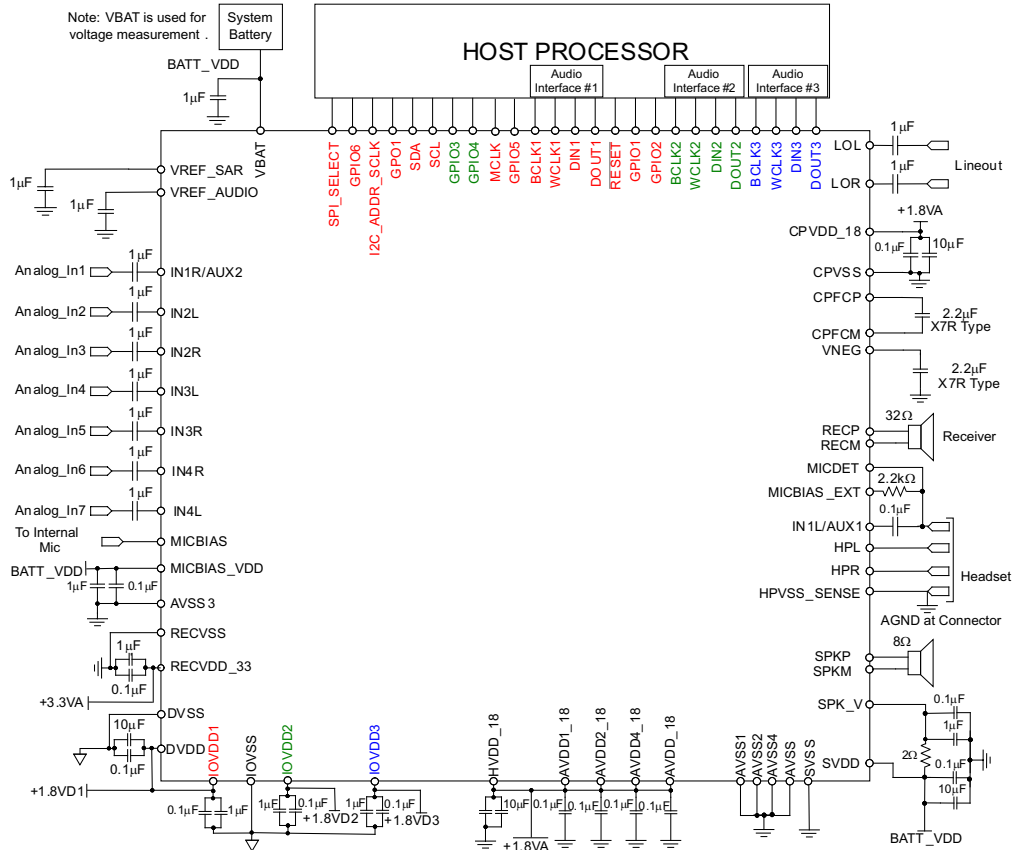 Note: VBAT is used for
voltage measurement .
System
Battery
HOST PROCESSOR
Audio
Interface #1
Audio
Interface #2
Audio
Interface #3
BATT_VDD
1μF
VBAT
SPI_SELECT
GPIO6
I2C_ADDR_SCLK
GPO1
SDA
SCL
GPIO3
GPIO4
MCLK
GPIO5
BCLK1
WCLK1
DIN1
DOUT1
RESET
GPIO1
GPIO2
BCLK2
WCLK2
DIN2
DOUT2
BCLK3
WCLK3
DIN3
DOUT3
1μF
VREF_SAR
1μF
VREF_AUDIO
Analog_In1
1μF
IN1R/AUX2
Analog_In2
1μF
IN2L
Analog_In3
1μF
IN2R
Analog_In4
1μF
IN3L
Analog_In5
1μF
IN3R
Analog_In6
1μF
IN4R
Analog_In7
1μF
IN4L
To Internal
Mic
MICBIAS
BATT_VDD
MICBIAS_VDD
1μF
0.1μF
AVSS3
RECVSS
1μF
RECVDD_33
0.1μF
+3.3VA
DVSS
10μF
DVDD
0.1μF
+1.8VD1
LOL
1μF
LOR
1μF
Lineout
+1.8VA
CPVDD_18
0.1μF
10μF
CPVSS
CPFCP
2.2μF
X7R Type
CPFCM
VNEG
2.2μF
X7R Type
32Ω
RECP
RECM
Receiver
MICDET
2.2kΩ
MICBIAS_EXT
0.1μF
IN1L/AUX1
HPL
HPR
Headset
HPVSS_SENSE
AGND at Connector
8Ω
SPKP
SPKM
SPK_V
0.1μF
1μF
2Ω
SVDD
0.1μF
10μF
BATT_VDD
IOVDD1
IOVSS
IOVDD2
IOVDD3
HVDD_18
AVDD1_18
AVDD2_18
AVDD4_18
AVDD_18
AVSS1
AVSS2
AVSS4
AVSS
SVSS
0.1μF
1μF
1μF
0.1μF
+1.8VD2
1μF
0.1μF
+1.8VD3
10μF
0.1μF
0.1μF
0.1μF
0.1μF
+1.8VA